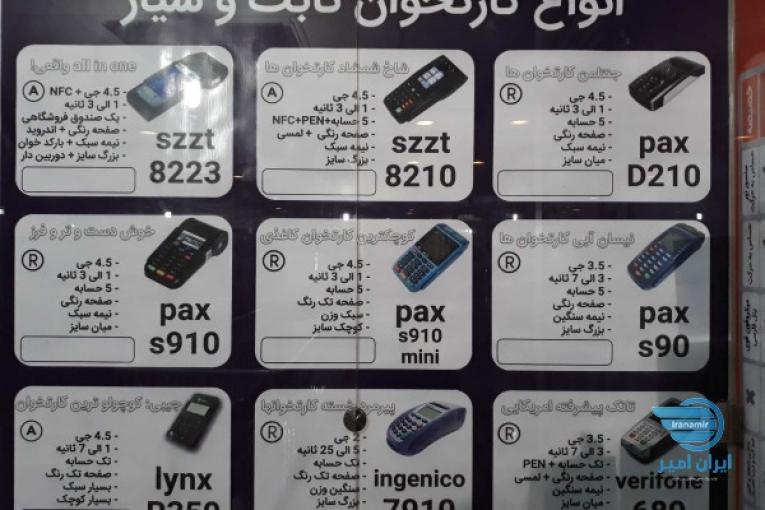 انواع کارتخوان ثابت و سیار
جنتلمن کارتخوان ها
R
- 4.5 جی
- 1 الی 3 ثانیه
- 5 حسابه
- صفحه رنگی
- نیمه سبک
- میان سایز
pax
D210
شاخ شمشاد کارتخوان ها
A
- 4.5 جی
- 1 الی 3 ثانیه
- 5 حسابه+NFC+PEN
- صفحه رنگی + لمسی
- نیمه سبک
- بزرگ سایز
szzt
8210
all in one واقعی!
A
- 4.5 جی + NFC
- 1 الی 3 ثانیه
- یک صندوق فروشگاهی
- صفحه رنگی + اندروید
- نیمه سبک + بارکد خوان
- بزرگ سایز + دوربین دار
szzt
8223
نیسان آبی کارتخوان ها
R
- 3.5 جی
- 3 الی 7 ثانیه
- 5 حسابه
- صفحه رنگی
- نیمه سنگین
- بزرگ سایز
pax
s90
کوچکترین کارتخوان کاغذی
R
- 4.5 جی
- 1 الی 3 ثانیه
- 5 حسابه
- صفحه تک رنگ
- سبک وزن
- کوچک سایز
pax
s910
mini
خوش دست و تر و فرز
R
- 4.5 جی
- 1 الی 3 ثانیه
- 5 حسابه
- صفحه رنگی
- نیمه سبک
- میان سایز
pax
s910
تانک پیشرفته امریکایی
R
- 3.5 جی
- 3 الی 7 ثانیه
- تک حسابه + PEN
- صفحه رنگی + لمسی
- نیمه سنگین
- بزرگ سایز
verifone
پیرمرد خسته کارتخوانها
R
- 2 جی
- 5 الی 25 ثانیه
- تک حسابه
- صفحه تک رنگ
- سنگین وزن
- بزرگ سایز
ingenico
جیبی: کوچولو ترین کارتخوان
A
- 4.5 جی
- 1 الی 7 ثانیه
- تک حسابه
- صفحه تک رنگ
- بسیار سبک
- بسیار کوچک
lynx
Iranamir
ایران امیر